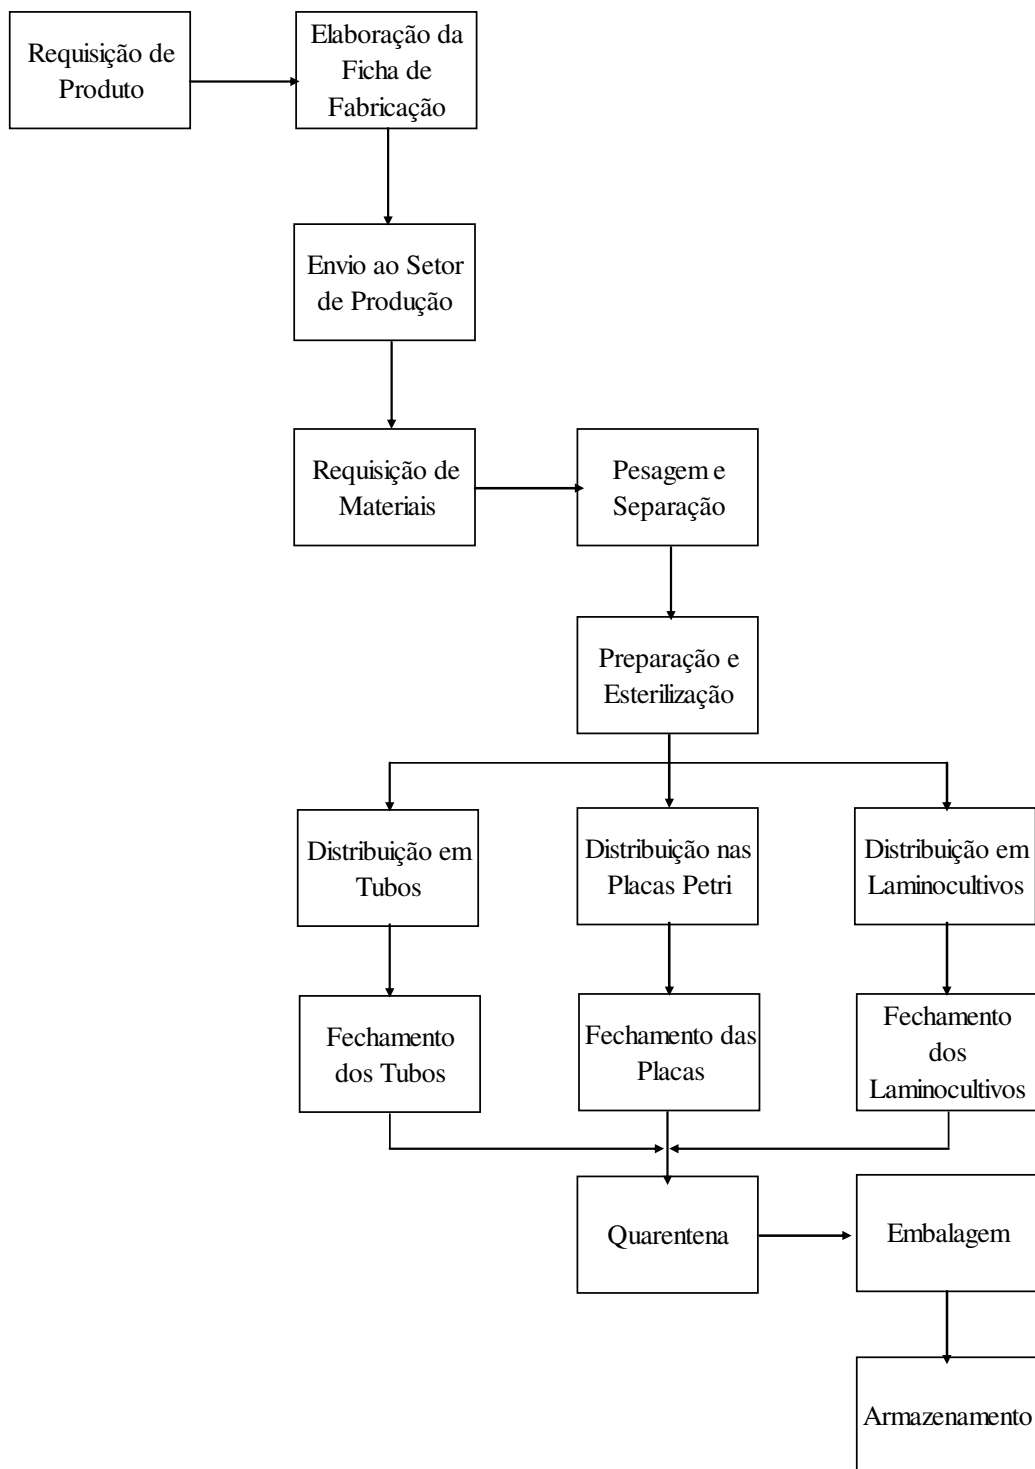 Requisição de
Produto
Elaboração da
Ficha de
Fabricação
Envio ao Setor
de Produção
Requisição de
Materiais
Pesagem e
Separação
Preparação e
Esterilização
Distribuição em
Tubos
Distribuição nas
Placas Petri
Distribuição em
Laminocultivos
Fechamento
dos Tubos
Fechamento das
Placas
Fechamento
dos
Laminocultivos
Quarentena
Embalagem
Armazenamento